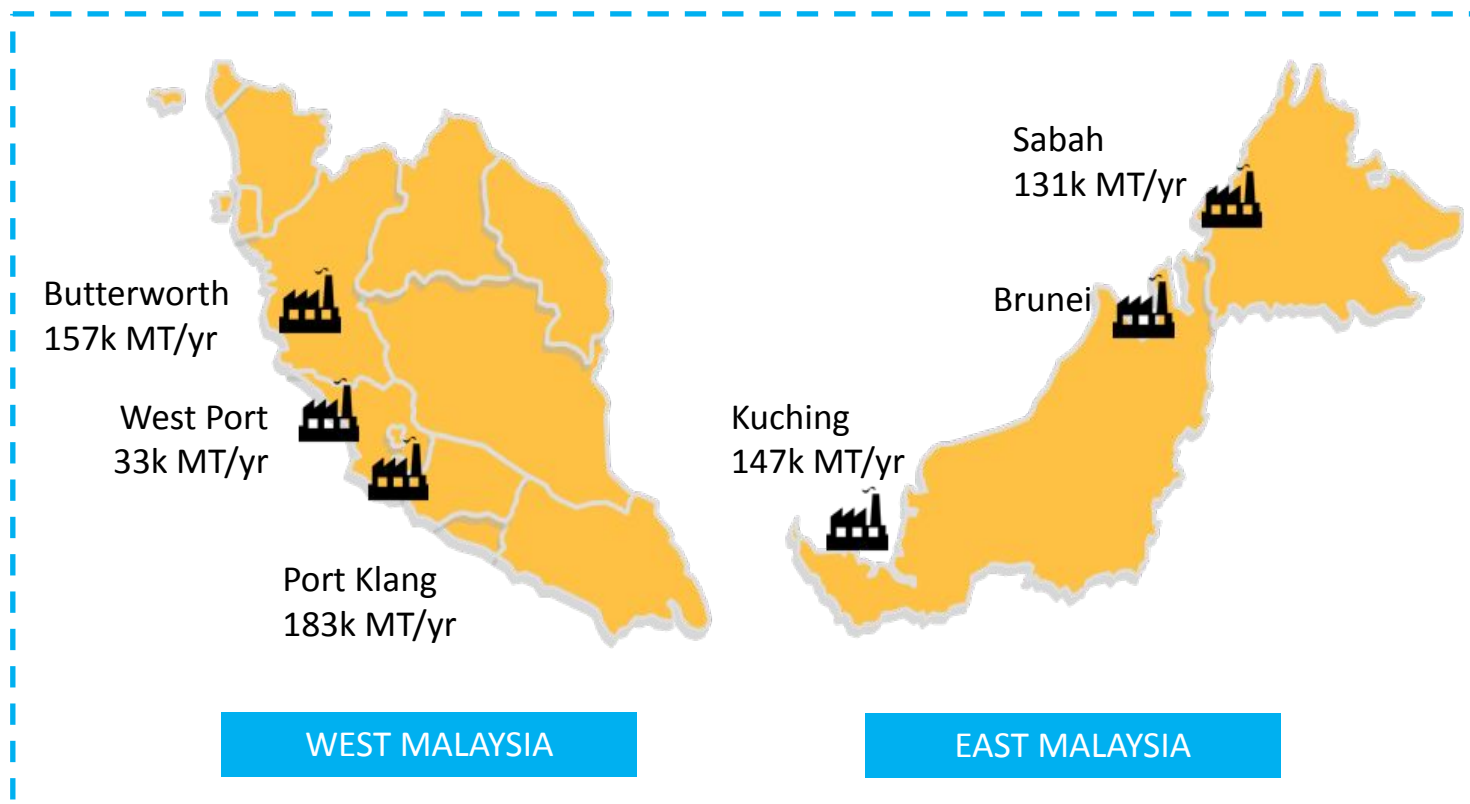 Butterworth
157k MT/yr
West Port
33k MT/yr
Port Klang
183k MT/yr
WEST MALAYSIA
Sabah
131k MT/yr
Brunei
Kuching
147k MT/yr
EAST MALAYSIA